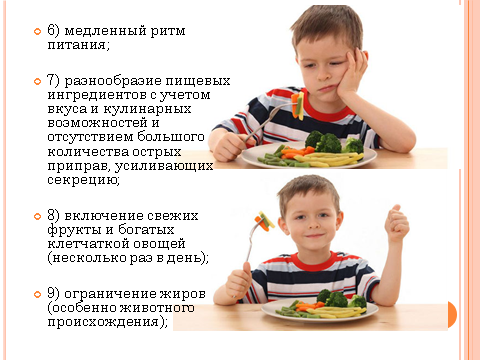 6) медленный ритм
питания;
7) разнообразие пищевых
ингредиентов с учетом
вкуса и кулинарных
возможностей и
отсутствием большого
количества острых
приправ, усиливающих
секрецию;
8) включение свежих
фрукты и богатых
клетчаткой овощей
(несколько раз в день);
9) ограничение жиров
(особенно животного
происхождения);